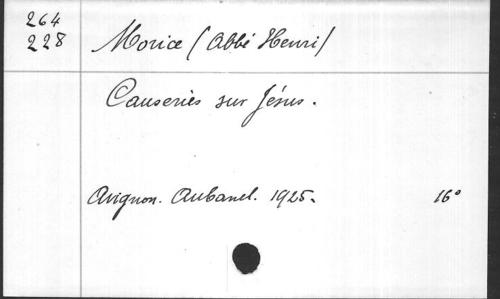 264
228
Morice (Abbé Henri)
Causeries sur Jésus.
Avignon. Aubanel. 1925. 16°